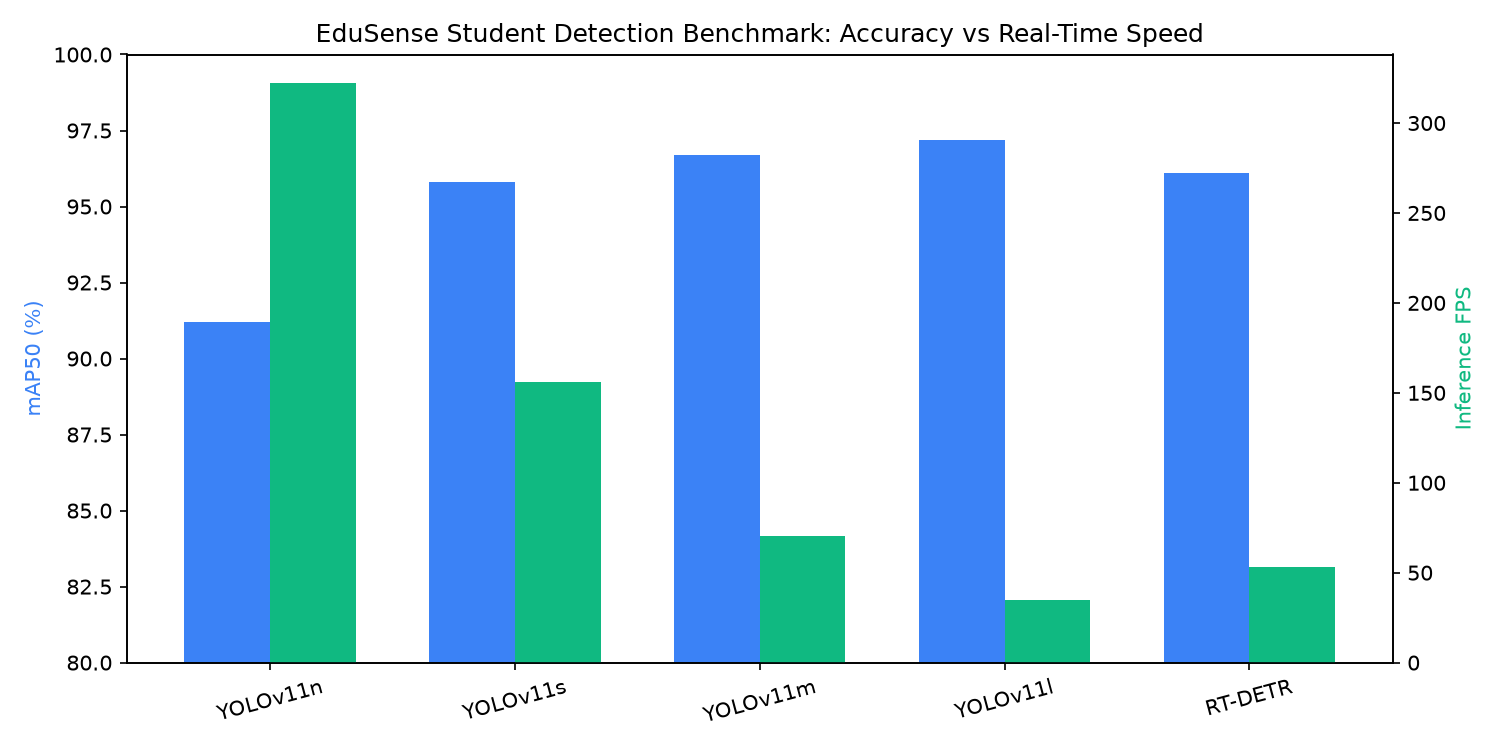 EduSense Student Detection Benchmark: Accuracy vs Real-Time Speed
mAP50 (%)
100.0
97.5
95.0
92.5
90.0
87.5
85.0
82.5
80.0
Inference FPS
300
250
200
150
100
50
0
YOLOv11n
YOLOv11s
YOLOv11m
YOLOv11l
RT-DETR